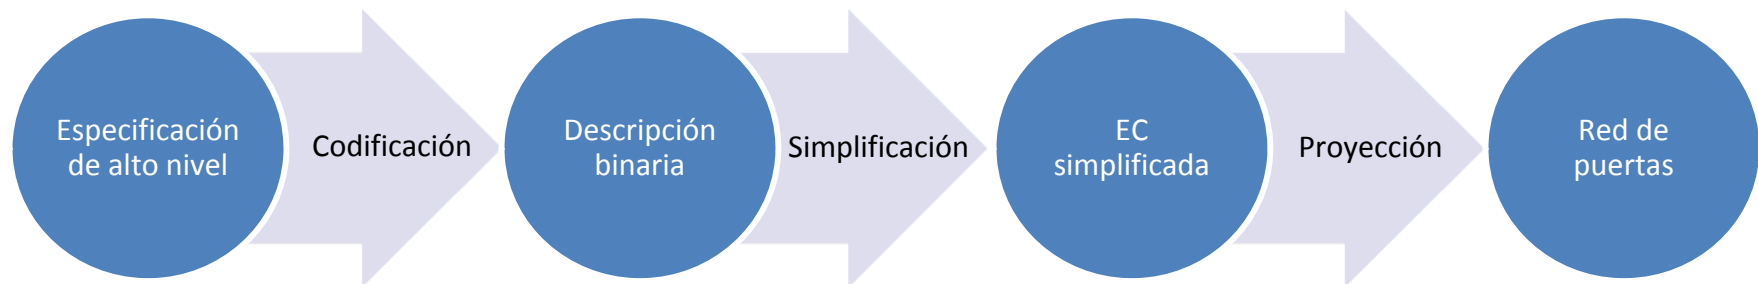 Especificación
de alto nivel
Codificación
Descripción
binaria
Simplificación
EC
simplificada
Proyección
Red de
puertas